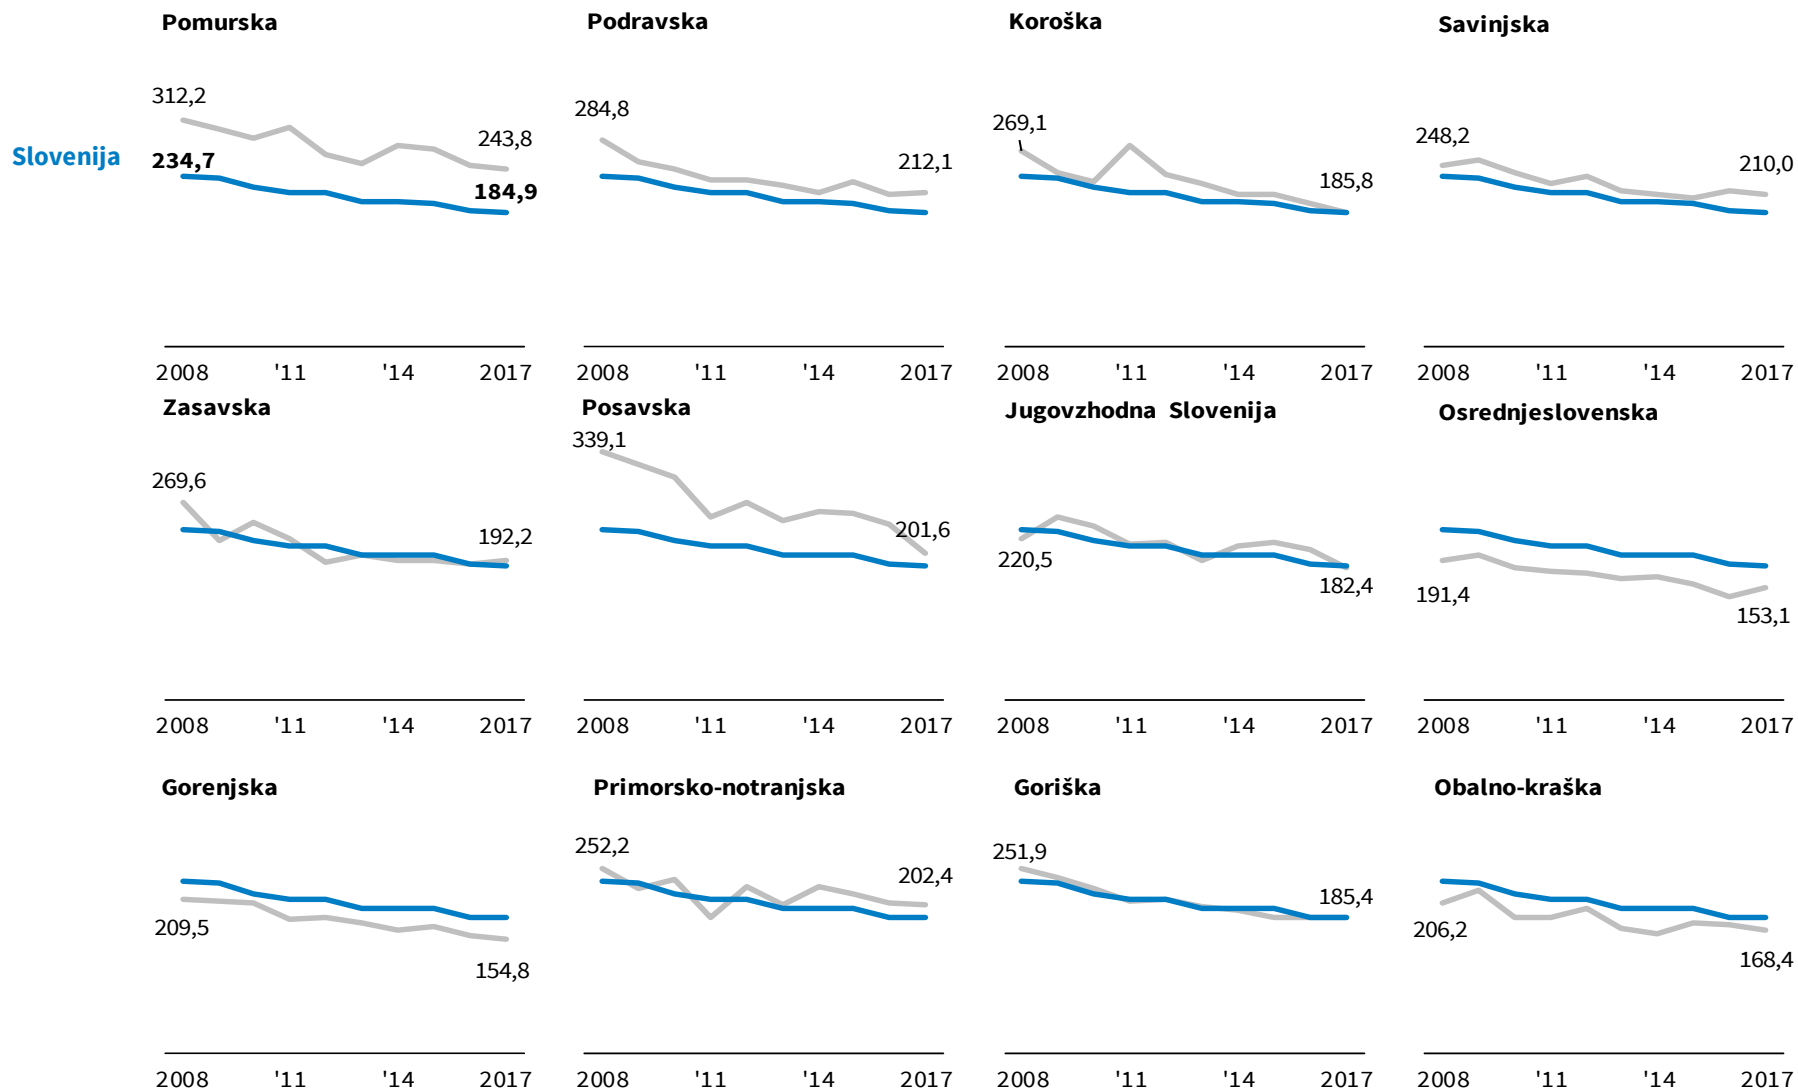 Pomurska
Podravska
Koroška
Savinjska
312,2
243,8
Slovenija
234,7
184,9
284,8
212,1
269,1
185,8
248,2
210,0
2008 '11 '14 2017
2008 '11 '14 2017
2008 '11 '14 2017
2008 '11 '14 2017
Zasavska
Posavska
Jugovzhodna Slovenija
Osrednjeslovenska
269,6
192,2
339,1
201,6
220,5
182,4
191,4
153,1
2008 '11 '14 2017
2008 '11 '14 2017
2008 '11 '14 2017
2008 '11 '14 2017
Gorenjska
Primorsko-notranjska
Goriška
Obalno-kraška
209,5
154,8
252,2
202,4
251,9
185,4
206,2
168,4
2008 '11 '14 2017
2008 '11 '14 2017
2008 '11 '14 2017
2008 '11 '14 2017